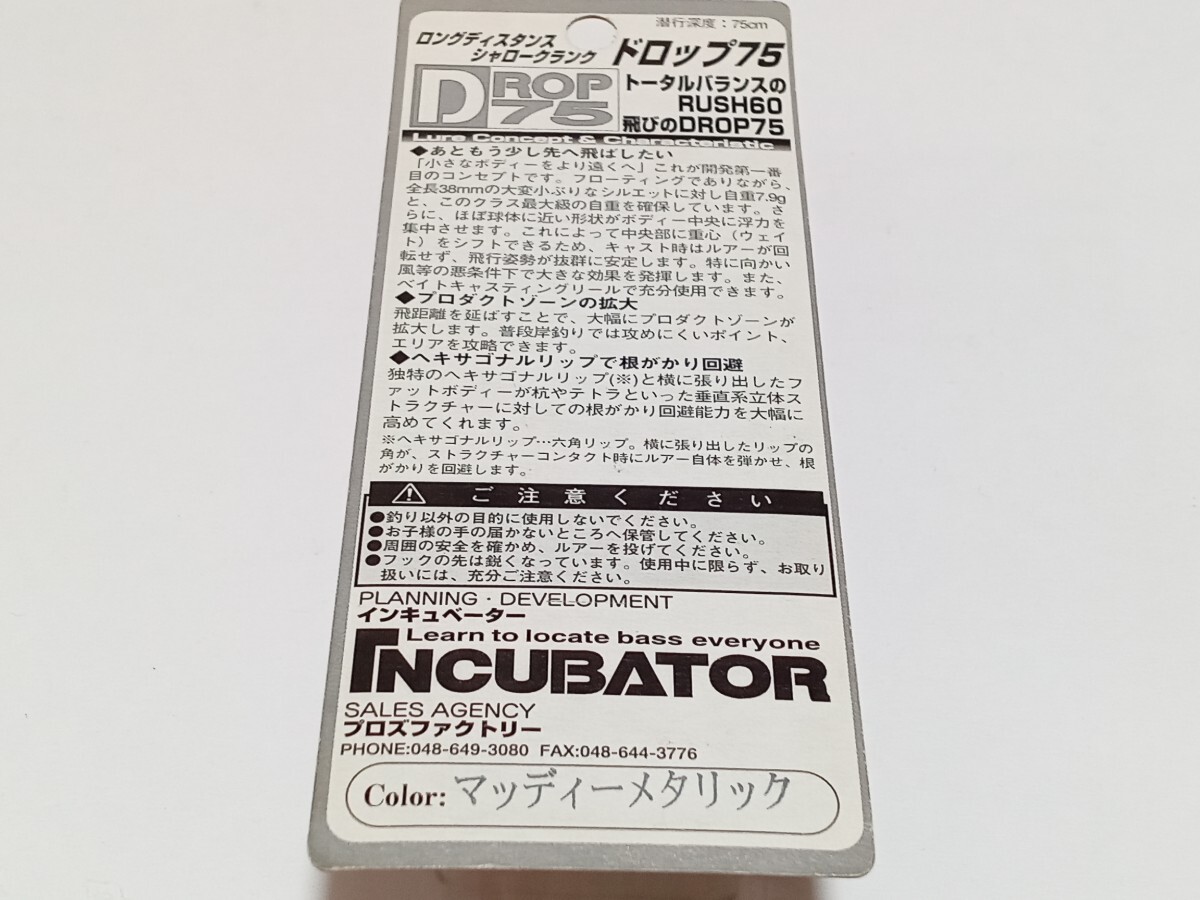 潜行深度：75cm
ロングディスタンス
シャロークランク
ドロップ75
DROP
75
トータルバランスの
RUSH60
飛びのDROP75
Lure Concept & Characteristic
◆あともう少し先へ飛ばしたい
「小さなボディーをより遠くへ」これが開発第一番
目のコンセプトです。フローティングでありながら、
全長38mmの大変小ぶりなシルエットに対し自重7.9g
と、このクラス最大級の自重を確保しています。さ
らに、ほぼ球体に近い形状がボディー中央に浮力を
集中させます。これによって中央部に重心（ウェイ
ト）をシフトできるため、キャスト時はルアーが回
転せず、飛行姿勢が抜群に安定します。特に向かい
風等の悪条件下で大きな効果を発揮します。また、
ベイトキャスティングリールで充分使用できます。
◆プロダクトゾーンの拡大
飛距離を延ばすことで、大幅にプロダクトゾーンが
拡大します。普段岸釣りでは攻めにくいポイント、
エリアを攻略できます。
◆ヘキサゴナルリップで根がかり回避
独特のヘキサゴナルリップ(※)と横に張り出したフ
ァットボディーが杭やテトラといった垂直系立体ス
トラクチャーに対しての根がかり回避能力を大幅に
高めてくれます。
※ヘキサゴナルリップ…六角リップ。横に張り出したリップの
角が、ストラクチャーコンタクト時にルアー自体を弾かせ、根
がかりを回避します。
ご注意ください
●釣り以外の目的に使用しないでください。
●お子様の手の届かないところへ保管してください。
●周囲の安全を確かめ、ルアーを投げてください。
●フックの先は鋭くなっています。使用中に限らず、お取り
扱いには、充分ご注意ください。
PLANNING・DEVELOPMENT
インキュベーター
Learn to locate bass everyone
INCUBATOR
SALES AGENCY
プロズファクトリー
PHONE:048-649-3080 FAX:048-644-3776
Color: マッディーメタリック